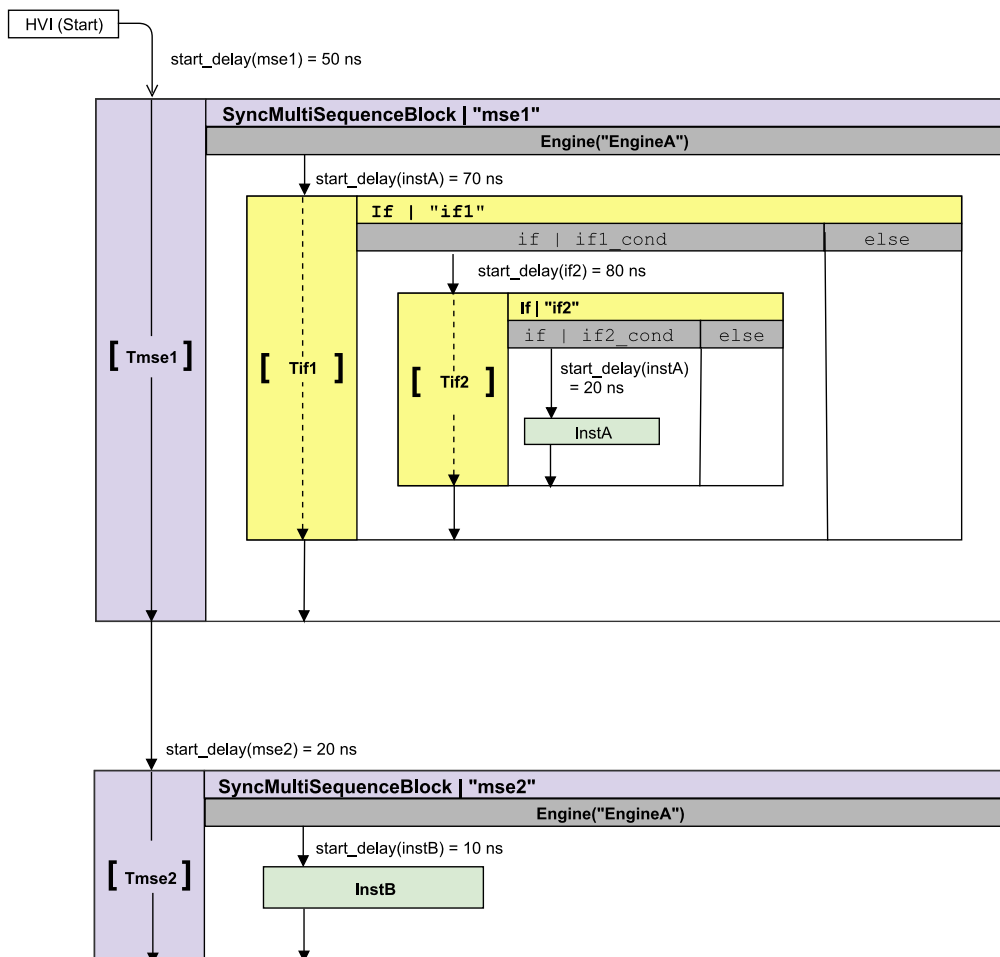 HVI (Start)
start_delay(mse1) = 50 ns
SyncMultiSequenceBlock | "mse1"
Engine("EngineA")
start_delay(instA) = 70 ns
If | "if1"
if | if1_cond
else
start_delay(if2) = 80 ns
If | "if2"
if | if2_cond
else
[ Tmse1 ]
[ Tif1 ]
[ Tif2 ]
start_delay(instA)
= 20 ns
InstA
start_delay(mse2) = 20 ns
SyncMultiSequenceBlock | "mse2"
Engine("EngineA")
start_delay(instB) = 10 ns
[ Tmse2 ]
InstB